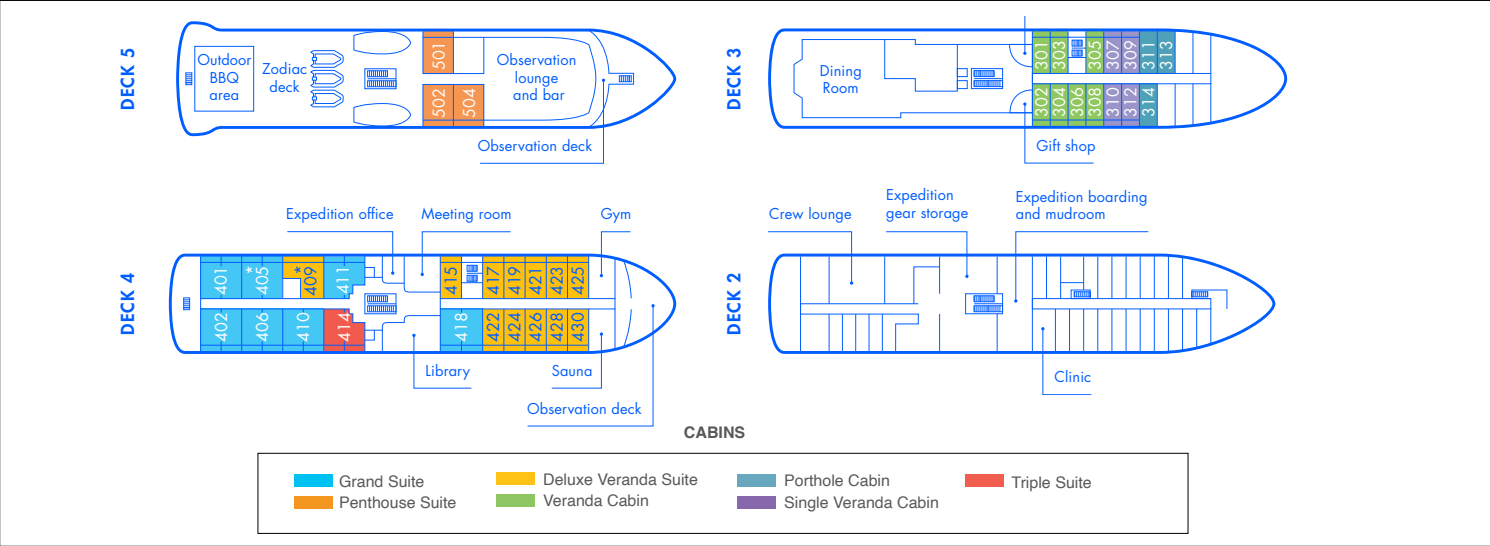 DECK 5
Outdoor
BBQ
area
Zodiac
deck
501
502
504
Observation
lounge
and bar
Observation deck
DECK 3
Dining
Room
301
303
305
307
309
311
313
302
304
306
308
310
312
314
Gift shop
DECK 4
Expedition office
Meeting room
Gym
401
*405
*409
411
415
417
419
421
423
425
402
406
410
414
418
422
424
426
428
430
Library
Sauna
Observation deck
DECK 2
Crew lounge
Expedition
gear storage
Expedition boarding
and mudroom
Clinic
CABINS
Grand Suite
Penthouse Suite
Deluxe Veranda Suite
Veranda Cabin
Porthole Cabin
Single Veranda Cabin
Triple Suite